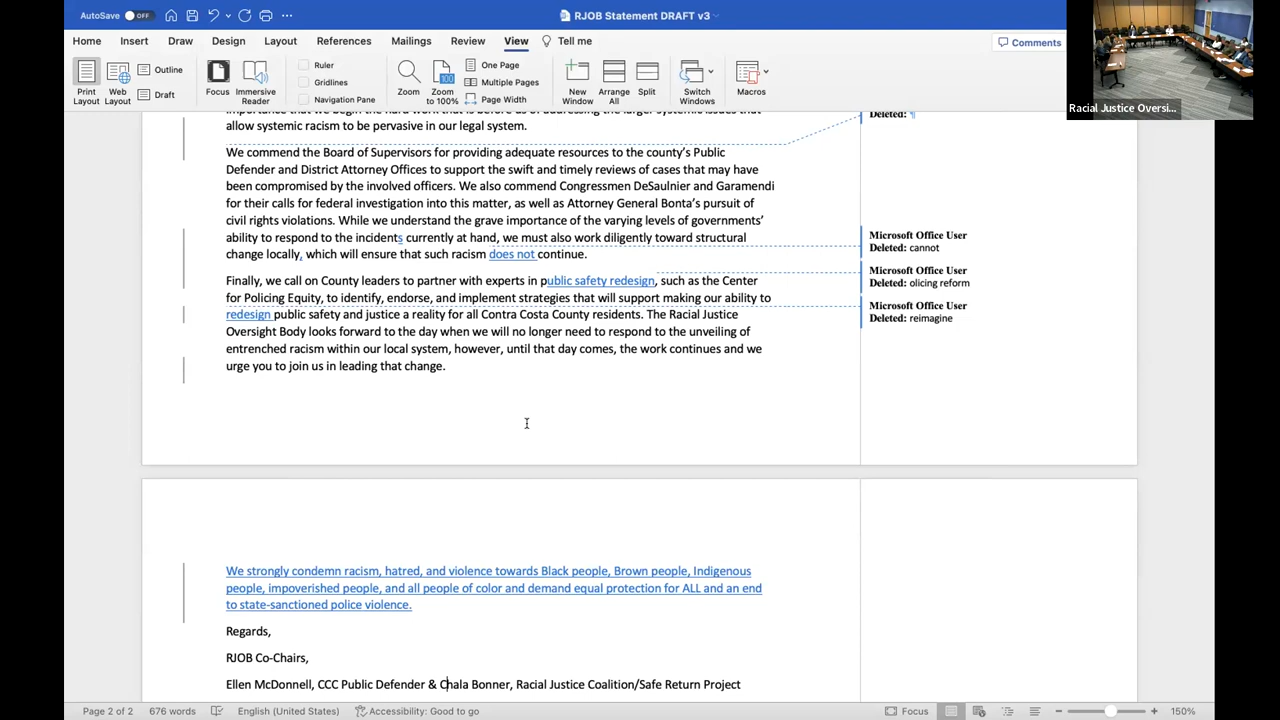 AutoSave OFF RJOB Statement DRAFT v3
Home Insert Draw Design Layout References Mailings Review View Tell me Comments
Print Layout Web Layout Outline Draft Focus Immersive Reader Ruler Gridlines Navigation Pane Zoom Zoom to 100% One Page Multiple Pages Page Width New Window Arrange All Split Switch Windows Macros
Racial Justice Oversi...
allow systemic racism to be pervasive in our legal system.
Deleted: ¶
We commend the Board of Supervisors for providing adequate resources to the county's Public
Defender and District Attorney Offices to support the swift and timely reviews of cases that may have
been compromised by the involved officers. We also commend Congressmen DeSaulnier and Garamendi
for their calls for federal investigation into this matter, as well as Attorney General Bonta's pursuit of
civil rights violations. While we understand the grave importance of the varying levels of governments'
ability to respond to the incidents currently at hand, we must also work diligently toward structural
change locally, which will ensure that such racism does not continue.
Microsoft Office User
Deleted: cannot
Finally, we call on County leaders to partner with experts in public safety redesign, such as the Center
for Policing Equity, to identify, endorse, and implement strategies that will support making our ability to
redesign public safety and justice a reality for all Contra Costa County residents. The Racial Justice
Oversight Body looks forward to the day when we will no longer need to respond to the unveiling of
entrenched racism within our local system, however, until that day comes, the work continues and we
urge you to join us in leading that change.
Microsoft Office User
Deleted: olicing reform
Microsoft Office User
Deleted: reimagine
We strongly condemn racism, hatred, and violence towards Black people, Brown people, Indigenous
people, impoverished people, and all people of color and demand equal protection for ALL and an end
to state-sanctioned police violence.
Regards,
RJOB Co-Chairs,
Ellen McDonnell, CCC Public Defender & Chala Bonner, Racial Justice Coalition/Safe Return Project
Page 2 of 2 676 words English (United States) Accessibility: Good to go Focus 150%